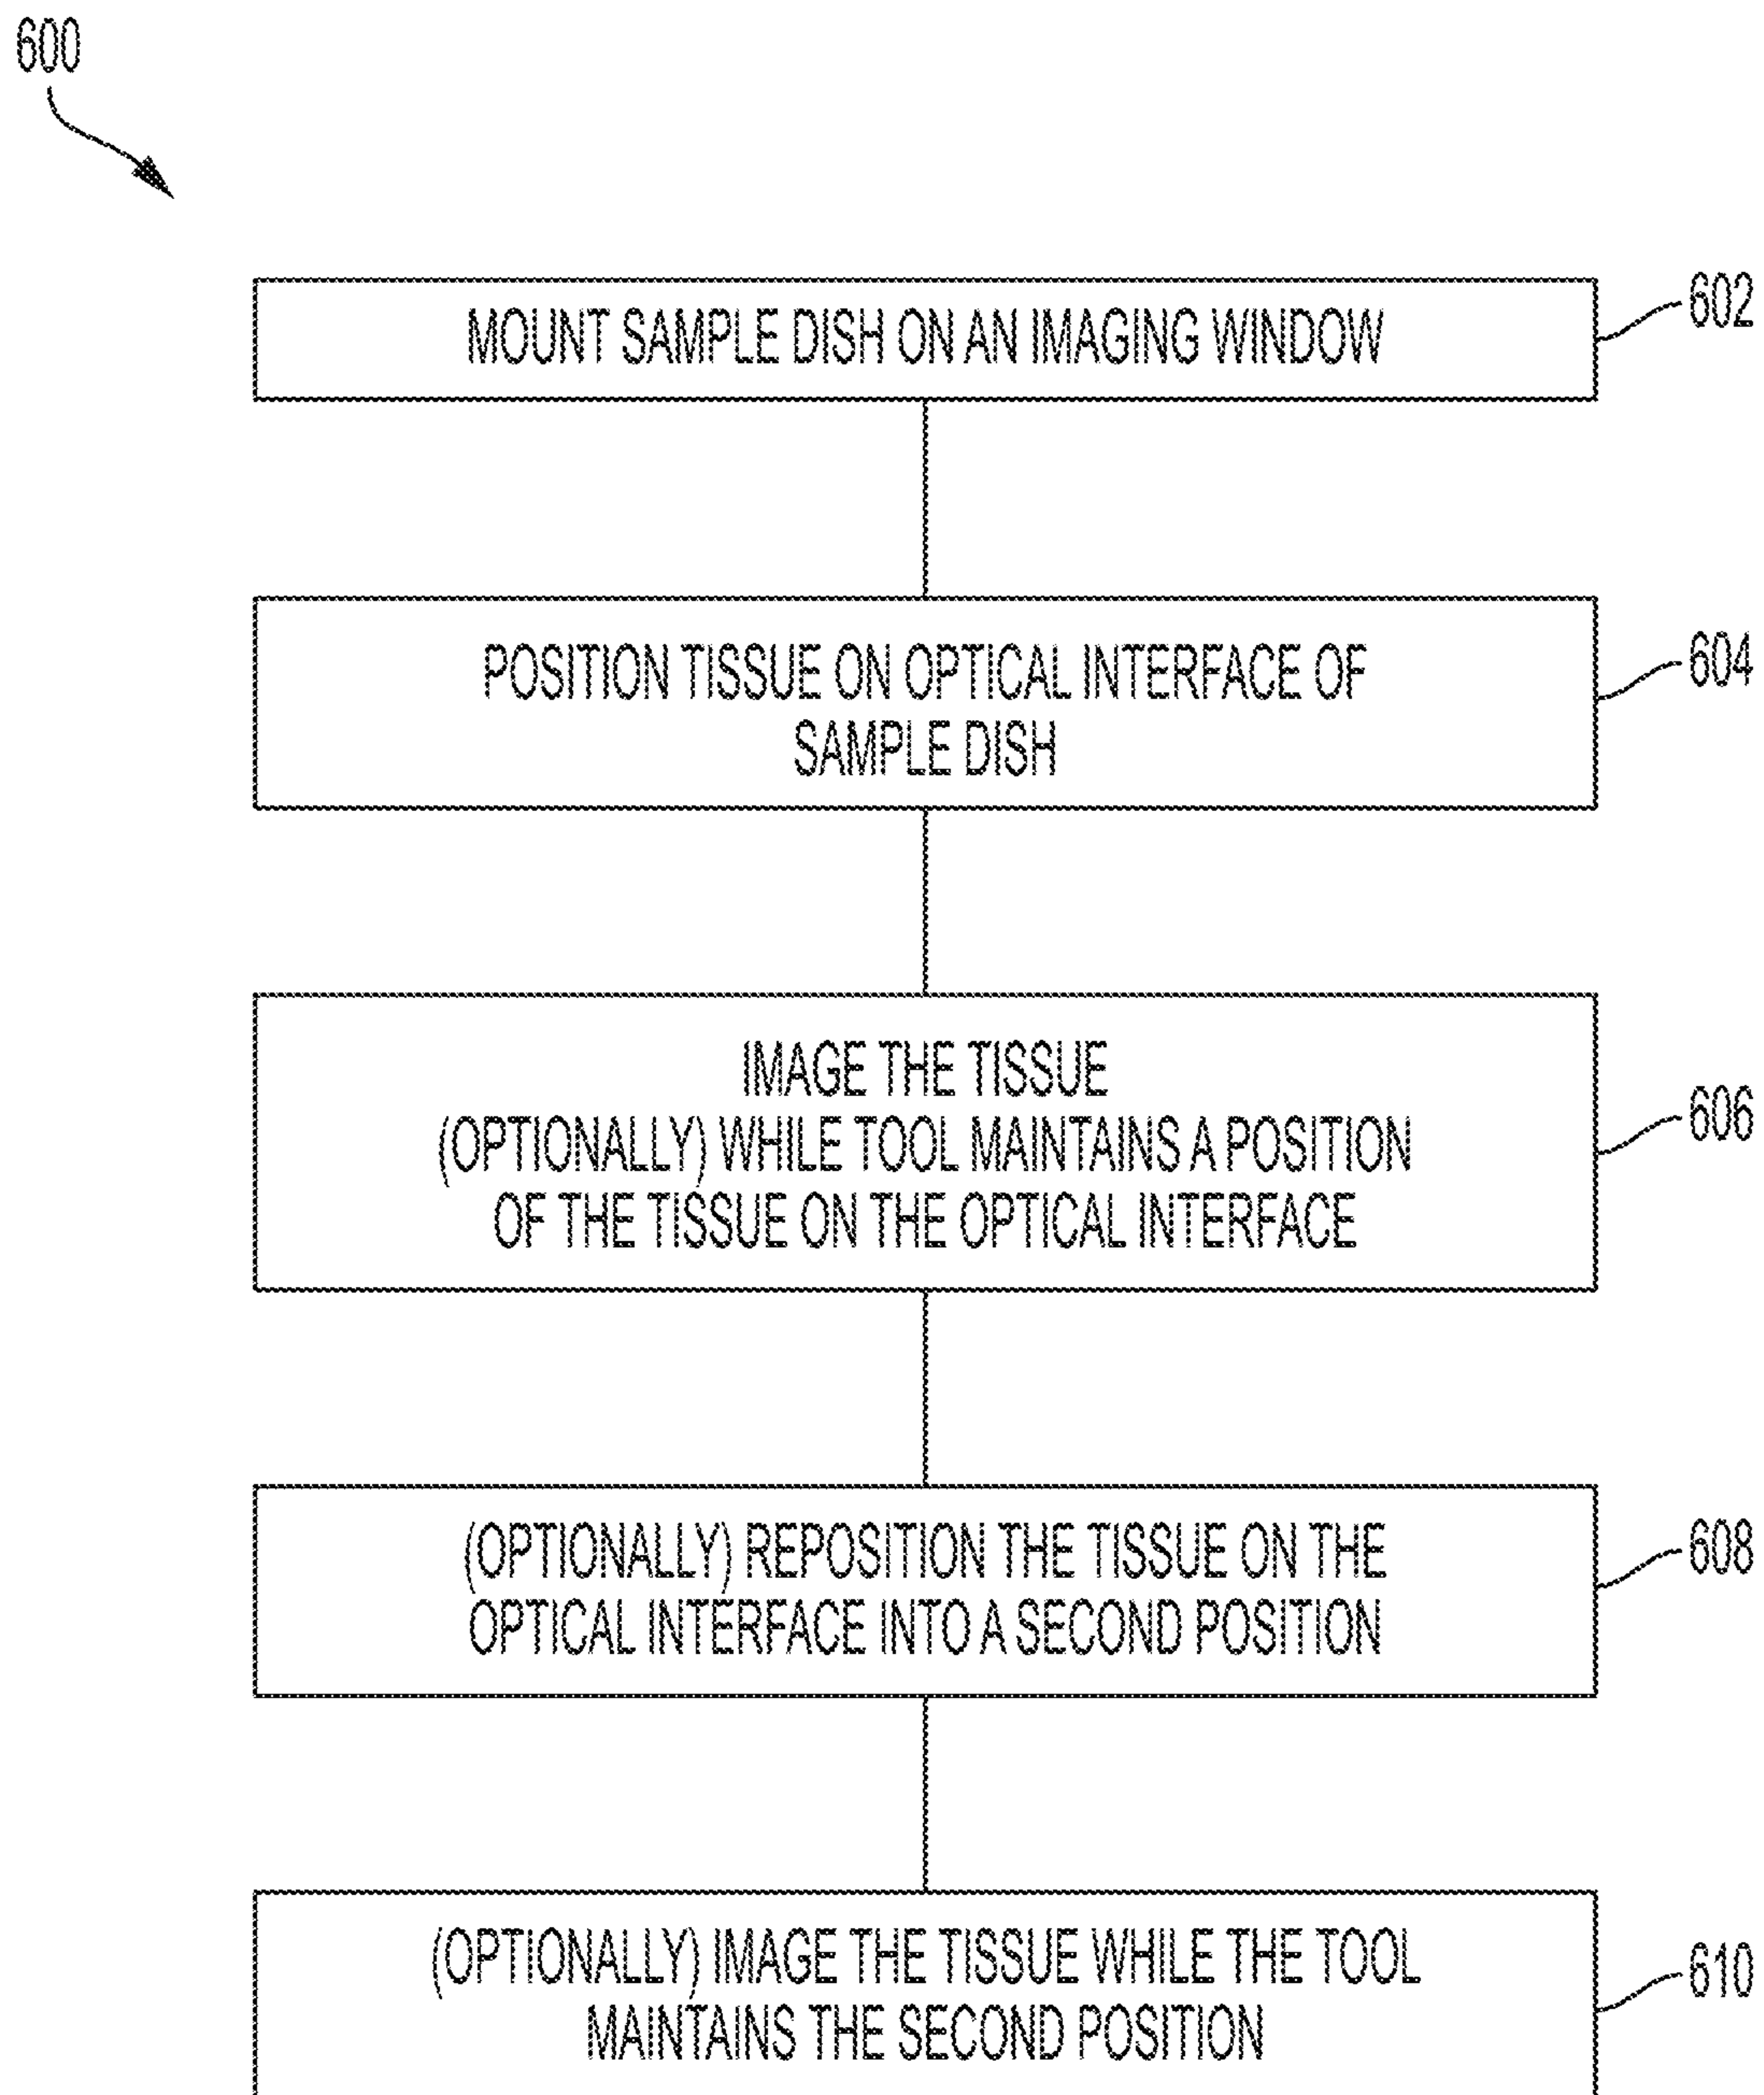 600
MOUNT SAMPLE DISH ON AN IMAGING WINDOW
602
POSITION TISSUE ON OPTICAL INTERFACE OF
SAMPLE DISH
604
IMAGE THE TISSUE
(OPTIONALLY) WHILE TOOL MAINTAINS A POSITION
OF THE TISSUE ON THE OPTICAL INTERFACE
606
(OPTIONALLY) REPOSITION THE TISSUE ON THE
OPTICAL INTERFACE INTO A SECOND POSITION
608
(OPTIONALLY) IMAGE THE TISSUE WHILE THE TOOL
MAINTAINS THE SECOND POSITION
610